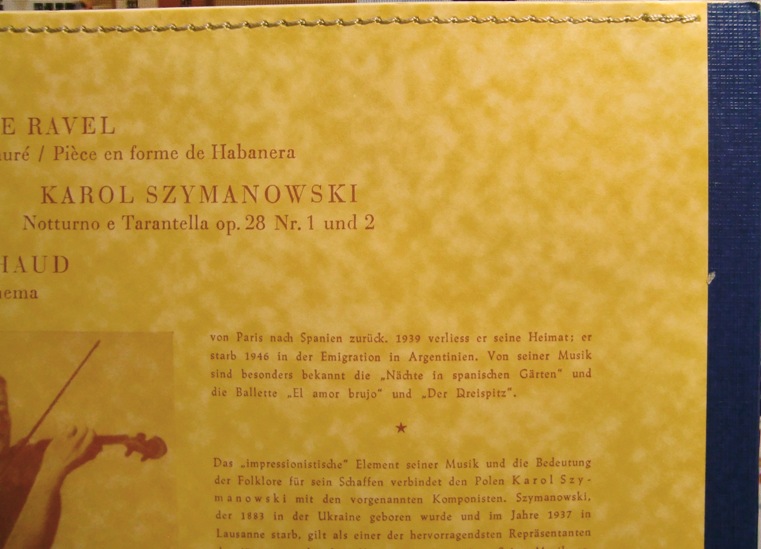 E RAVEL
auré / Pièce en forme de Habanera
KAROL SZYMANOWSKI
Notturno e Tarantella op. 28 Nr. 1 und 2
HAUD
nema
von Paris nach Spanien zurück. 1939 verliess er seine Heimat; er
starb 1946 in der Emigration in Argentinien. Von seiner Musik
sind besonders bekannt die „Nächte in spanischen Gärten" und
die Ballette „El amor brujo" und „Der Dreispitz".
Das „impressionistische" Element seiner Musik und die Bedeutung
der Folklore für sein Schaffen verbindet den Polen Karol Szy-
manowski mit den vorgenannten Komponisten. Szymanowski,
der 1883 in der Ukraine geboren wurde und im Jahre 1937 in
Lausanne starb, gilt als einer der hervorragendsten Repräsentanten